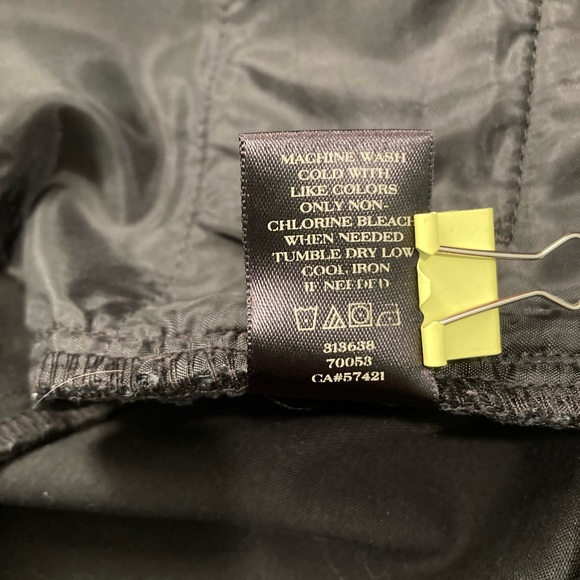 MACHINE WASH
COLD WITH
LIKE COLORS
ONLY NON-
CHLORINE BLEACH
WHEN NEEDED
TUMBLE DRY LOW
COOL IRON
IF NEEDED
313638
70053
CA#57421